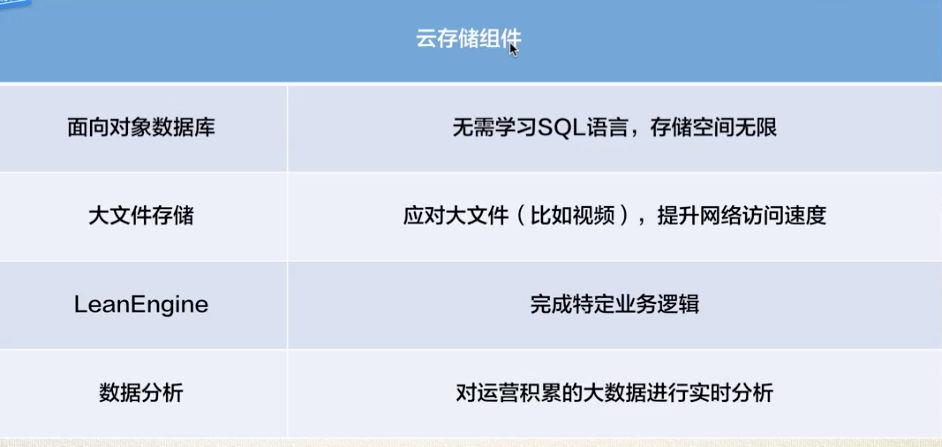 云存储组件
面向对象数据库
无需学习SQL语言，存储空间无限
大文件存储
应对大文件（比如视频），提升网络访问速度
LeanEngine
完成特定业务逻辑
数据分析
对运营积累的大数据进行实时分析